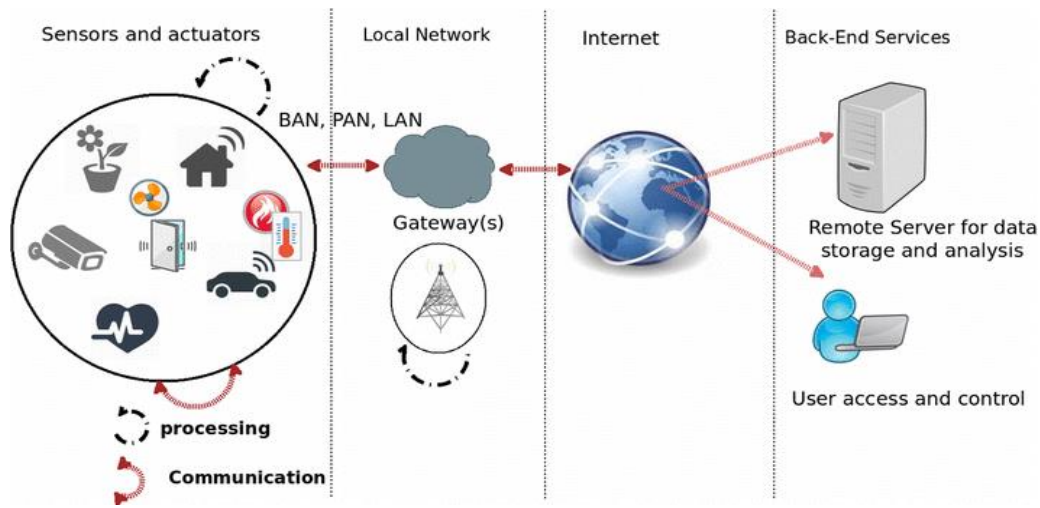 Sensors and actuators
Local Network
Internet
Back-End Services
BAN, PAN, LAN
Gateway(s)
Remote Server for data
storage and analysis
User access and control
processing
Communication